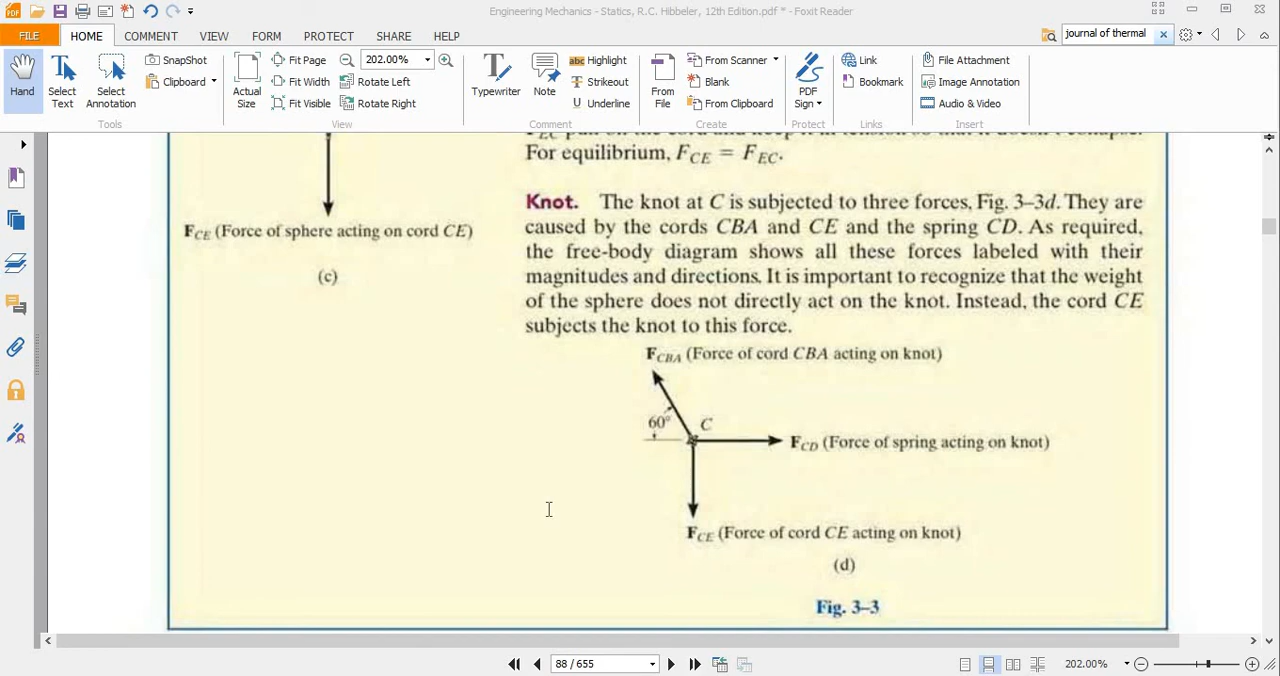 Engineering Mechanics - Statics, R.C. Hibbeler, 12th Edition.pdf * - Foxit Reader
FILE HOME COMMENT VIEW FORM PROTECT SHARE HELP
journal of thermal
Hand
Select Text
Select Annotation
SnapShot
Clipboard
Tools
Actual Size
Fit Page
Fit Width
Fit Visible
202.00%
Rotate Left
Rotate Right
View
Typewriter
Note
Highlight
Strikeout
Underline
Comment
From File
From Scanner
Blank
From Clipboard
Create
PDF Sign
Protect
Link
Bookmark
Links
File Attachment
Image Annotation
Audio & Video
Insert
For equilibrium, FCE = FEC.
FCE (Force of sphere acting on cord CE)
(c)
Knot. The knot at C is subjected to three forces, Fig. 3–3d. They are
caused by the cords CBA and CE and the spring CD. As required,
the free-body diagram shows all these forces labeled with their
magnitudes and directions. It is important to recognize that the weight
of the sphere does not directly act on the knot. Instead, the cord CE
subjects the knot to this force.
FCBA (Force of cord CBA acting on knot)
60° C
FCD (Force of spring acting on knot)
FCE (Force of cord CE acting on knot)
(d)
Fig. 3–3
88 / 655
202.00%